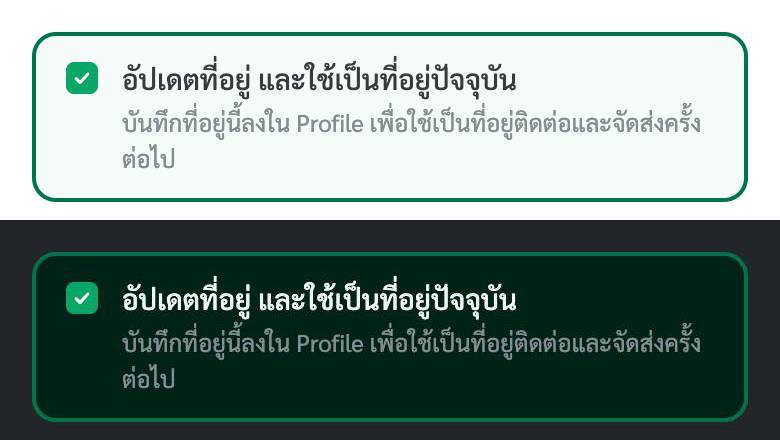 อัปเดตที่อยู่ และใช้เป็นที่อยู่ปัจจุบัน
บันทึกที่อยู่นี้ลงใน Profile เพื่อใช้เป็นที่อยู่ติดต่อและจัดส่งครั้ง
ต่อไป
อัปเดตที่อยู่ และใช้เป็นที่อยู่ปัจจุบัน
บันทึกที่อยู่นี้ลงใน Profile เพื่อใช้เป็นที่อยู่ติดต่อและจัดส่งครั้ง
ต่อไป